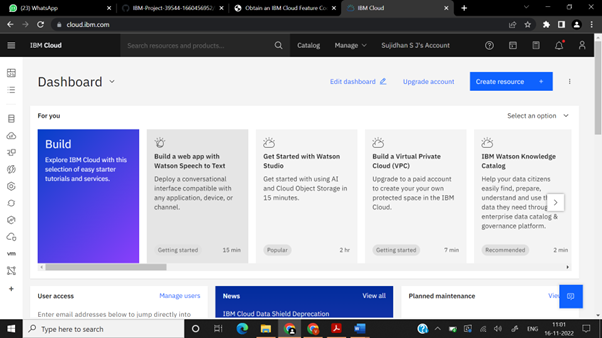 (23) WhatsApp
IBM-Project-39544-1660456952
Obtain an IBM Cloud Feature Co
IBM Cloud
cloud.ibm.com
IBM Cloud
Search resources and products...
Catalog
Manage
Sujidhan S J's Account
Dashboard
Edit dashboard
Upgrade account
Create resource +
For you
Select an option
Build
Explore IBM Cloud with this
selection of easy starter
tutorials and services.
Build a web app with
Watson Speech to Text
Deploy a conversational
interface compatible with
any application, device, or
channel.
Getting started
15 min
Get Started with Watson
Studio
Get started with using AI
and Cloud Object Storage in
15 minutes.
Popular
2 hr
Build a Virtual Private
Cloud (VPC)
Upgrade to a paid account
to create your your own
protected space in the IBM
Cloud.
Getting started
7 min
IBM Watson Knowledge
Catalog
Help your data citizens
easily find, prepare,
understand and use th
data they need throu
enterprise data catalog &
governance platform.
Recommended
2 min
User access
Manage users
Enter email addresses below to jump directly into
News
View all
IBM Cloud Data Shield Deprecation
Planned maintenance
Vie
VPN
Type here to search
ENG
11:01
16-11-2022